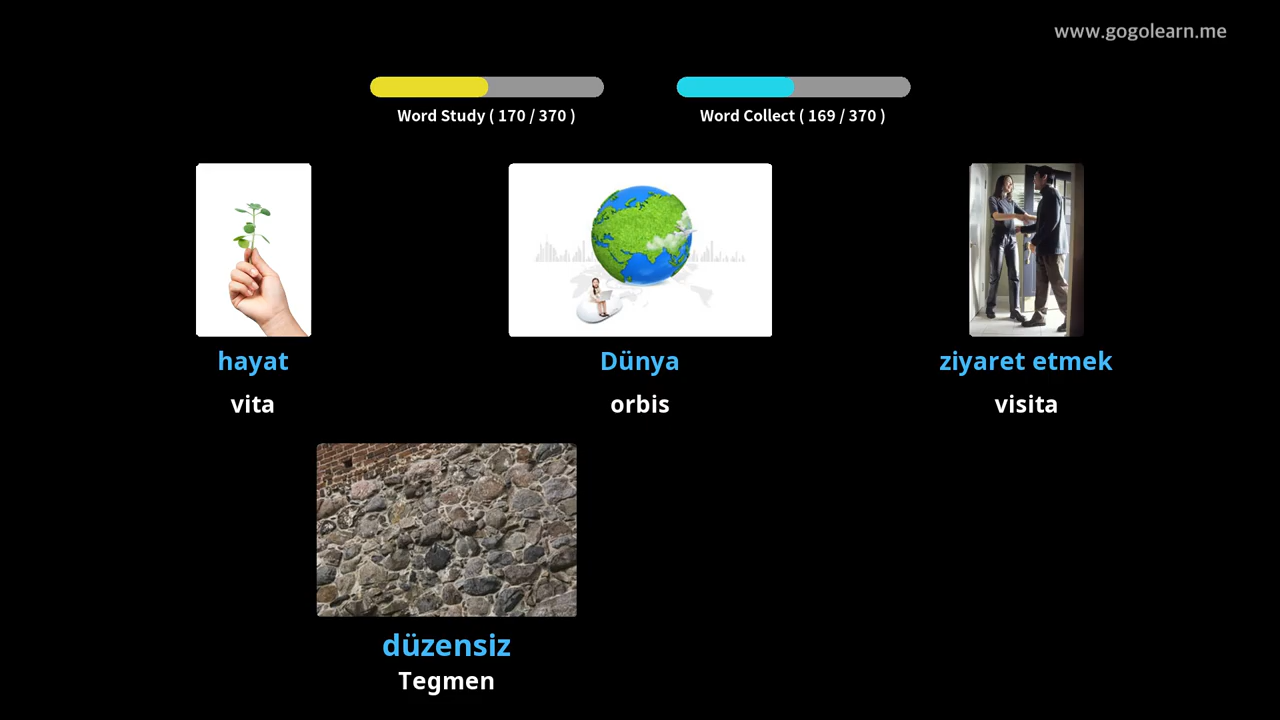 www.gogolearn.me
Word Study ( 170 / 370 )
Word Collect ( 169 / 370 )
hayat
vita
Dünya
orbis
ziyaret etmek
visita
düzensiz
Tegmen